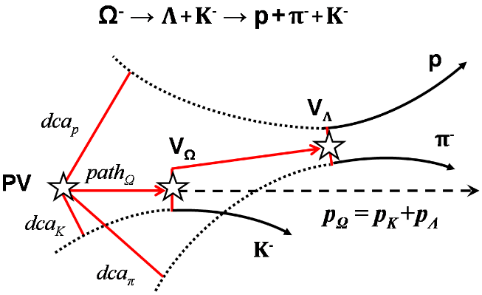 Ω⁻ → Λ + K⁻ → p + π⁻ + K⁻
p
V_Λ
dca_p
π⁻
V_Ω
PV
path_Ω
p_Ω = p_K + p_Λ
dca_K
K⁻
dca_π